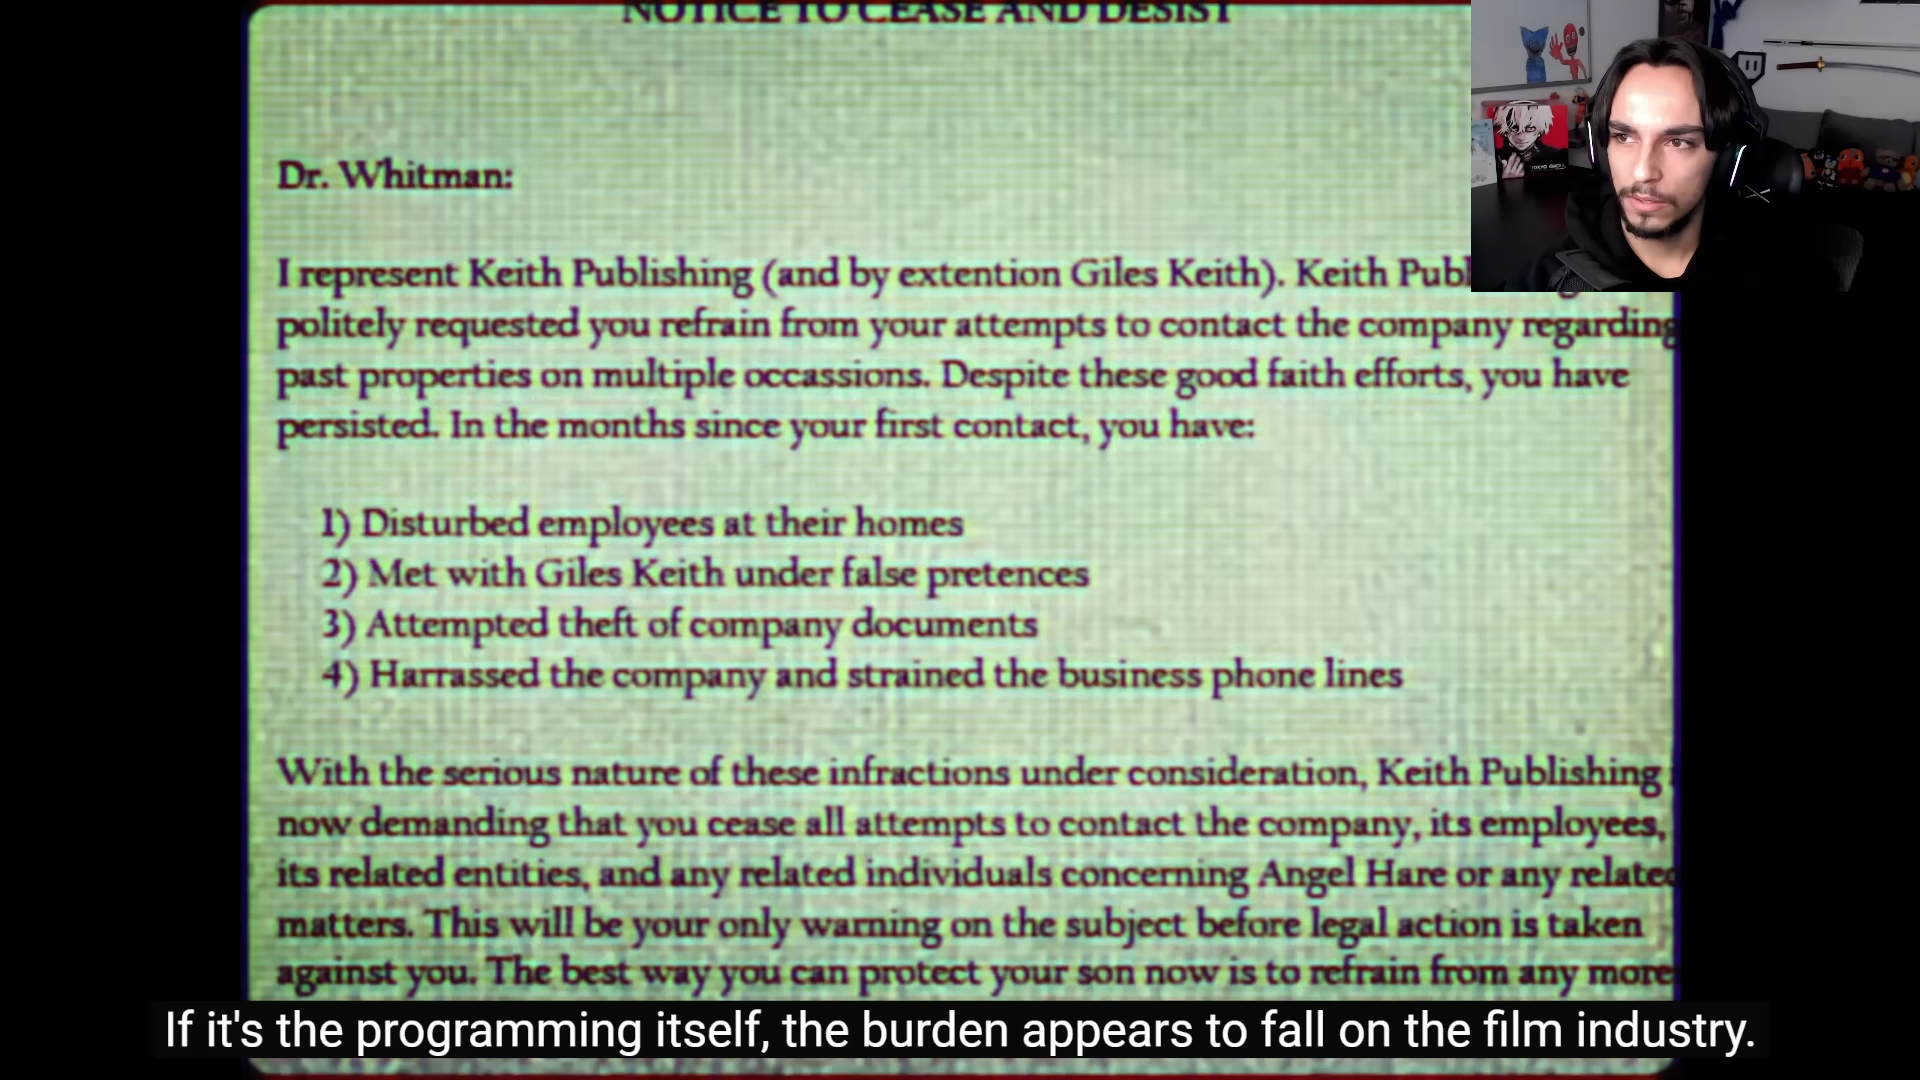 NOTICE TO CEASE AND DESIST
Dr. Whitman:
I represent Keith Publishing (and by extention Giles Keith). Keith
politely requested you refrain from your attempts to contact the company regarding
past properties on multiple occassions. Despite these good faith efforts, you have
persisted. In the months since your first contact, you have:
1) Disturbed employees at their homes
2) Met with Giles Keith under false pretences
3) Attempted theft of company documents
4) Harrassed the company and strained the business phone lines
With the serious nature of these infractions under consideration, Keith Publishing
now demanding that you cease all attempts to contact the company, its employees,
its related entities, and any related individuals concerning Angel Hare or any related
matters. This will be your only warning on the subject before legal action is taken
against you. The best way you can protect your son now is to refrain from any more
If it's the programming itself, the burden appears to fall on the film industry.